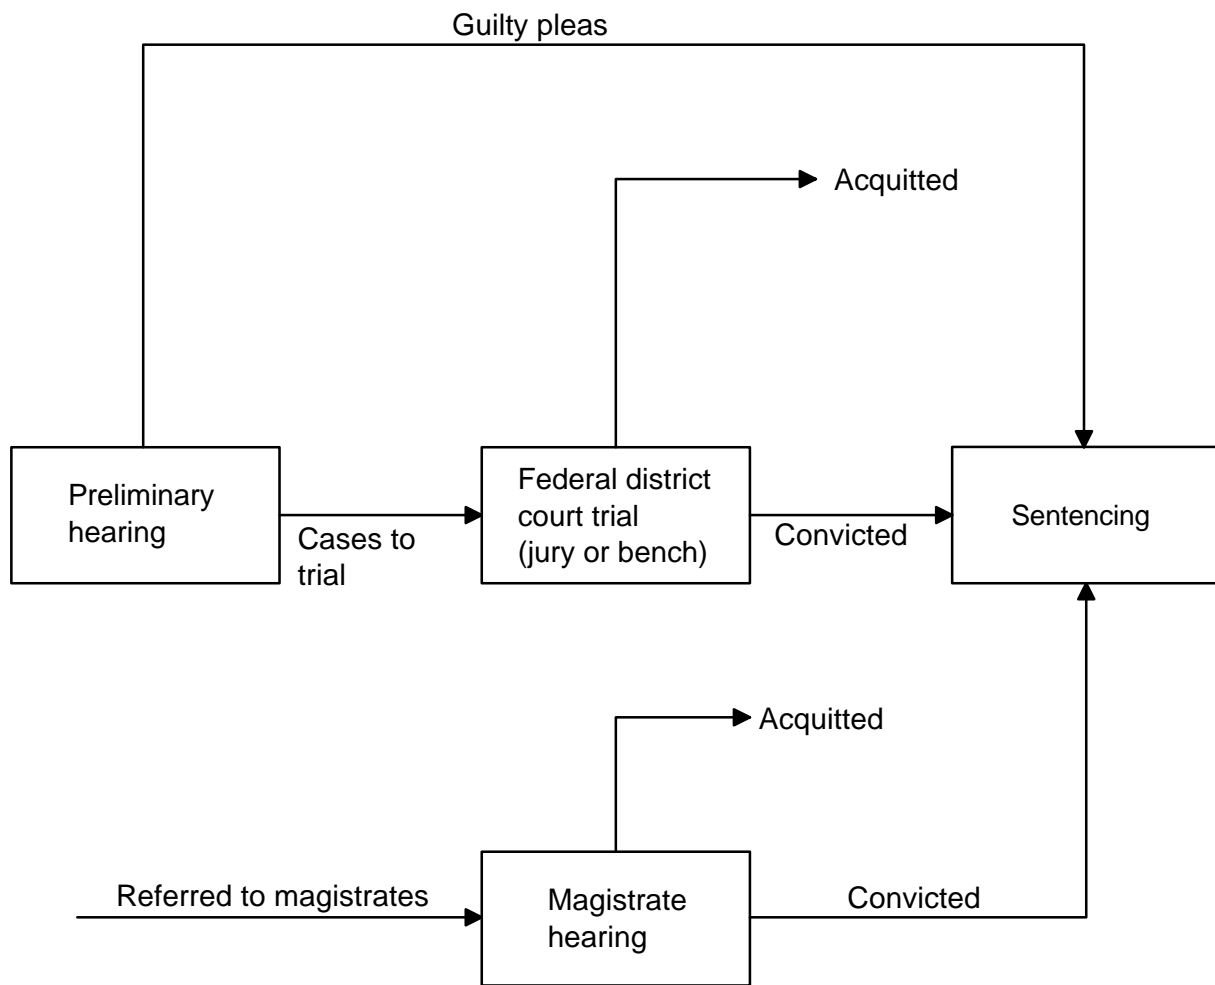 Guilty pleas
Acquitted
Preliminary
hearing
Cases to
trial
Federal district
court trial
(jury or bench)
Convicted
Sentencing
Acquitted
Referred to magistrates
Magistrate
hearing
Convicted